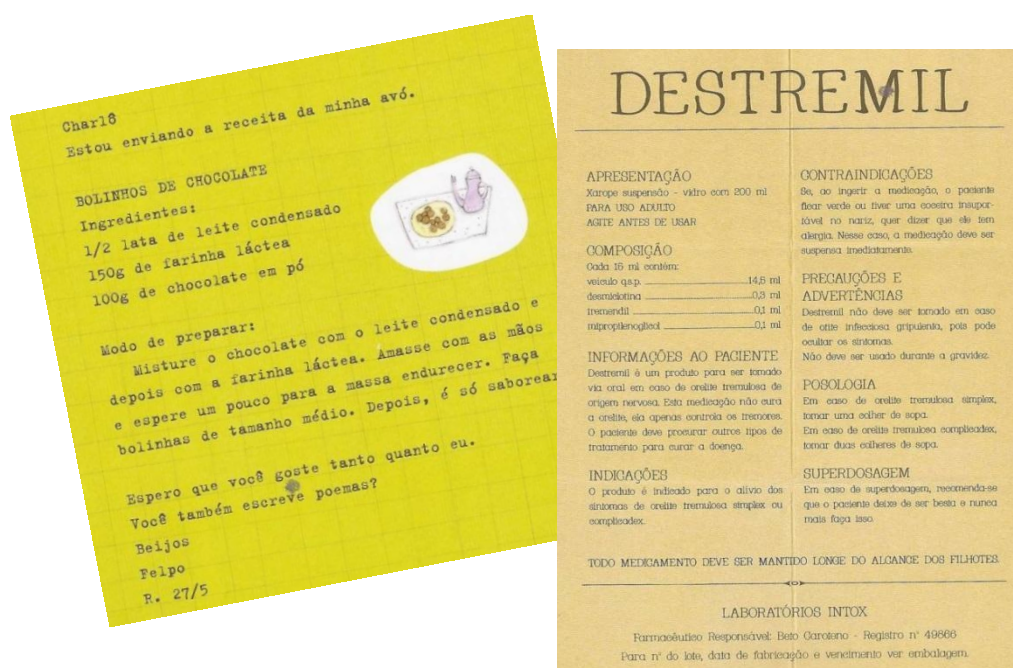 Charlô
Estou enviando a receita da minha avó.
BOLINHOS DE CHOCOLATE
Ingredientes:
1/2 lata de leite condensado
150g de farinha láctea
100g de chocolate em pó
Modo de preparar:
Misture o chocolate com o leite condensado e
depois com a farinha láctea. Amasse com as mãos
e espere um pouco para a massa endurecer. Faça
bolinhas de tamanho médio. Depois, é só saborear
Espero que você goste tanto quanto eu.
Você também escreve poemas?
Beijos
Felpo
R. 27/5
DESTREMIL
APRESENTAÇÃO
Xarope suspensão - vidro com 200 ml
PARA USO ADULTO
AGITE ANTES DE USAR
COMPOSIÇÃO
Cada 15 ml contém:
veículo q.s.p. 14,5 ml
desmiclotina 0,3 ml
tremendil 0,1 ml
mipropilenoglicol 0,1 ml
INFORMAÇÕES AO PACIENTE
Destremil é um produto para ser tomado
via oral em caso de orelite tremulosa de
origem nervosa. Esta medicação não cura
a orelite, ela apenas controla os tremores.
O paciente deve procurar outros tipos de
tratamento para curar a doença.
INDICAÇÕES
O produto é indicado para o alívio dos
sintomas de orelite tremulosa simplex ou
complicadex.
CONTRAINDICAÇÕES
Se, ao ingerir a medicação, o paciente
ficar verde ou tiver uma coceira insupor-
tável no nariz, quer dizer que ele tem
alergia. Nesse caso, a medicação deve ser
suspensa imediatamente.
PRECAUÇÕES E
ADVERTÊNCIAS
Destremil não deve ser tomado em caso
de otite infecciosa gripulenta, pois pode
ocultar os sintomas.
Não deve ser usado durante a gravidez.
POSOLOGIA
Em caso de orelite tremulosa simplex,
tomar uma colher de sopa.
Em caso de orelite tremulosa complicadex,
tomar duas colheres de sopa.
SUPERDOSAGEM
Em caso de superdosagem, recomenda-se
que o paciente deixe de ser besta e nunca
mais faça isso.
TODO MEDICAMENTO DEVE SER MANTIDO LONGE DO ALCANCE DOS FILHOTES.
LABORATÓRIOS INTOX
Farmacêutico Responsável: Beto Caroteno - Registro nº 49866
Para nº do lote, data de fabricação e vencimento ver embalagem.